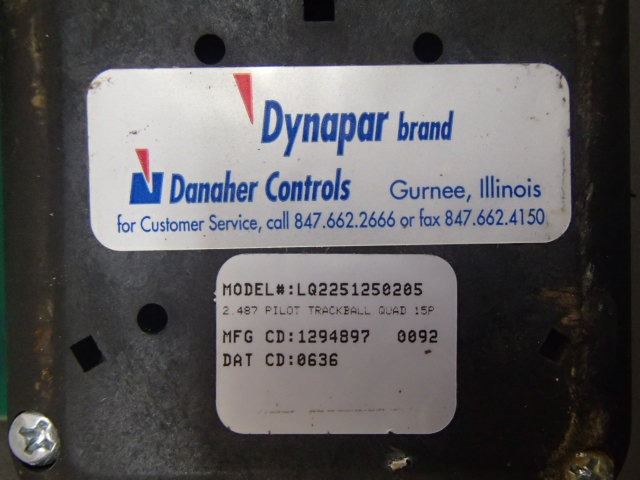 Dynapar brand
Danaher Controls Gurnee, Illinois
for Customer Service, call 847.662.2666 or fax 847.662.4150
MODEL#:LQ2251250205
2.487 PILOT TRACKBALL QUAD 15P
MFG CD:1294897 0092
DAT CD:0636